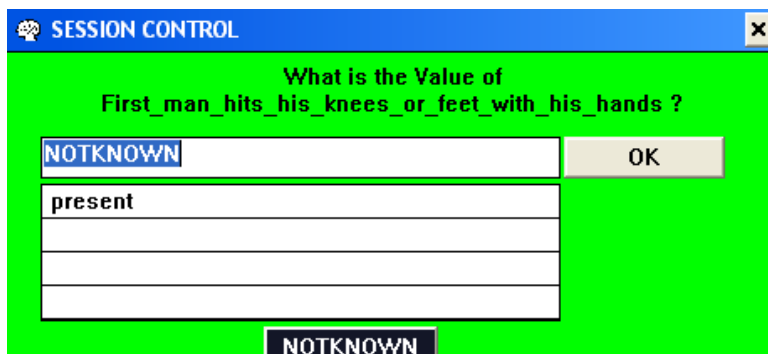 SESSION CONTROL
What is the Value of
First_man_hits_his_knees_or_feet_with_his_hands ?
NOTKNOWN
OK
present
NOTKNOWN